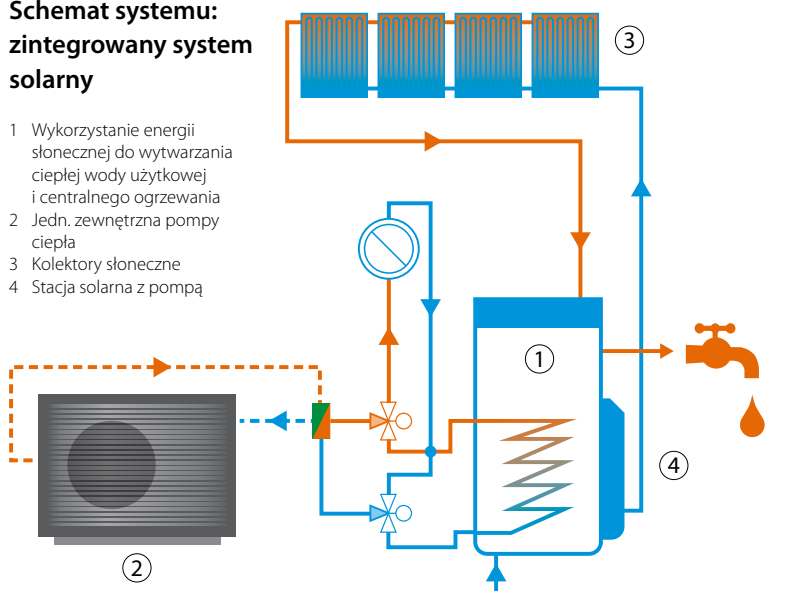 Schemat systemu:
zintegrowany system
solarny
1 Wykorzystanie energii
słonecznej do wytwarzania
ciepłej wody użytkowej
i centralnego ogrzewania
2 Jedn. zewnętrzna pompy
ciepła
3 Kolektory słoneczne
4 Stacja solarna z pompą
3
1
4
2